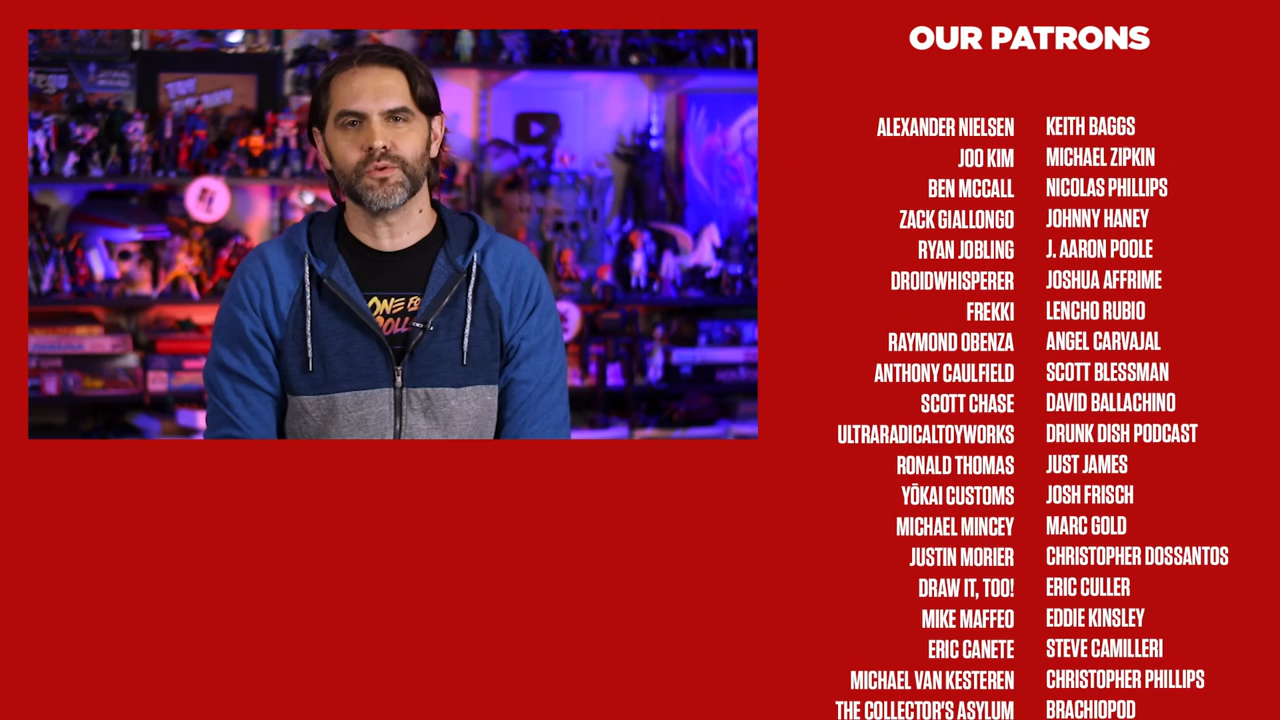 OUR PATRONS
ALEXANDER NIELSEN KEITH BAGGS
JOO KIM MICHAEL ZIPKIN
BEN MCCALL NICOLAS PHILLIPS
ZACK GIALLONGO JOHNNY HANEY
RYAN JOBLING J. AARON POOLE
DROIDWHISPERER JOSHUA AFFRIME
FREKKI LENCHO RUBIO
RAYMOND OBENZA ANGEL CARVAJAL
ANTHONY CAULFIELD SCOTT BLESSMAN
SCOTT CHASE DAVID BALLACHINO
ULTRARADICALTOYWORKS DRUNK DISH PODCAST
RONALD THOMAS JUST JAMES
YŌKAI CUSTOMS JOSH FRISCH
MICHAEL MINCEY MARC GOLD
JUSTIN MORIER CHRISTOPHER DOSSANTOS
DRAW IT, TOO! ERIC CULLER
MIKE MAFFEO EDDIE KINSLEY
ERIC CANETE STEVE CAMILLERI
MICHAEL VAN KESTEREN CHRISTOPHER PHILLIPS
THE COLLECTOR'S ASYLUM BRACHIOPOD
ONE